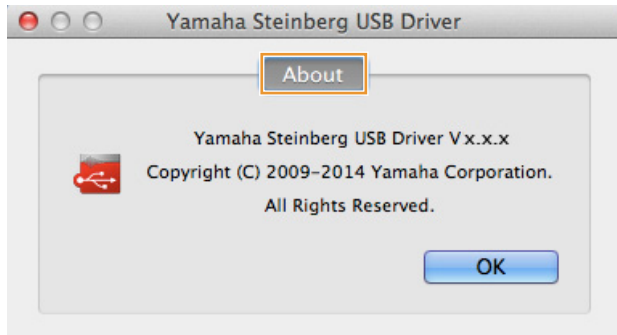 Yamaha Steinberg USB Driver
About
Yamaha Steinberg USB Driver V x.x.x
Copyright (C) 2009-2014 Yamaha Corporation.
All Rights Reserved.
OK